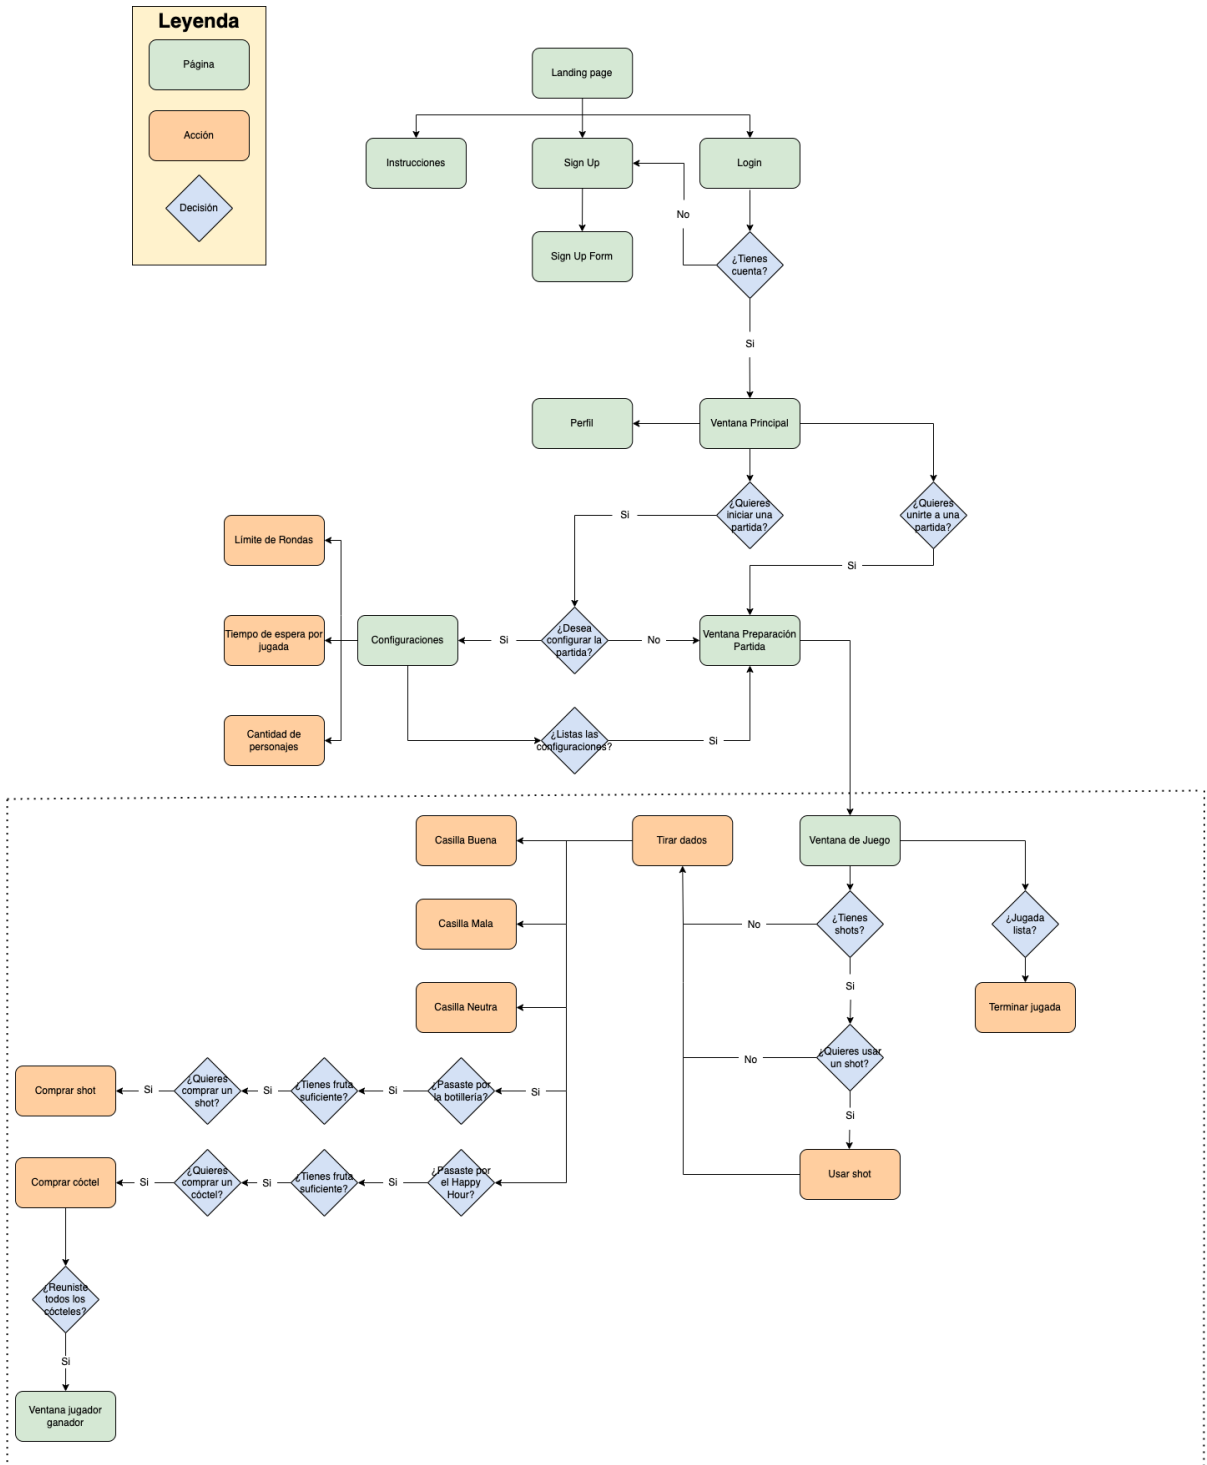 Leyenda
Página
Acción
Decisión
Landing page
Instrucciones
Sign Up
Login
No
Sign Up Form
¿Tienes
cuenta?
Si
Perfil
Ventana Principal
¿Quieres
iniciar una
partida?
¿Quieres
unirte a una
partida?
Si
Si
Límite de Rondas
Tiempo de espera por
jugada
Cantidad de
personajes
Configuraciones
Si
¿Desea
configurar la
partida?
No
Ventana Preparación
Partida
¿Listas las
configuraciones?
Si
Casilla Buena
Tirar dados
Ventana de Juego
Casilla Mala
No
¿Tienes
shots?
¿Jugada
lista?
Si
Casilla Neutra
Terminar jugada
No
¿Quieres usar
un shot?
Si
Comprar shot
Si
¿Quieres
comprar un
shot?
Si
¿Tienes fruta
suficiente?
Si
¿Pasaste por
la botillería?
Si
Usar shot
Comprar cóctel
Si
¿Quieres
comprar un
cóctel?
Si
¿Tienes fruta
suficiente?
Si
¿Pasaste por
el Happy
Hour?
¿Reuniste
todos los
cócteles?
Si
Ventana jugador
ganador